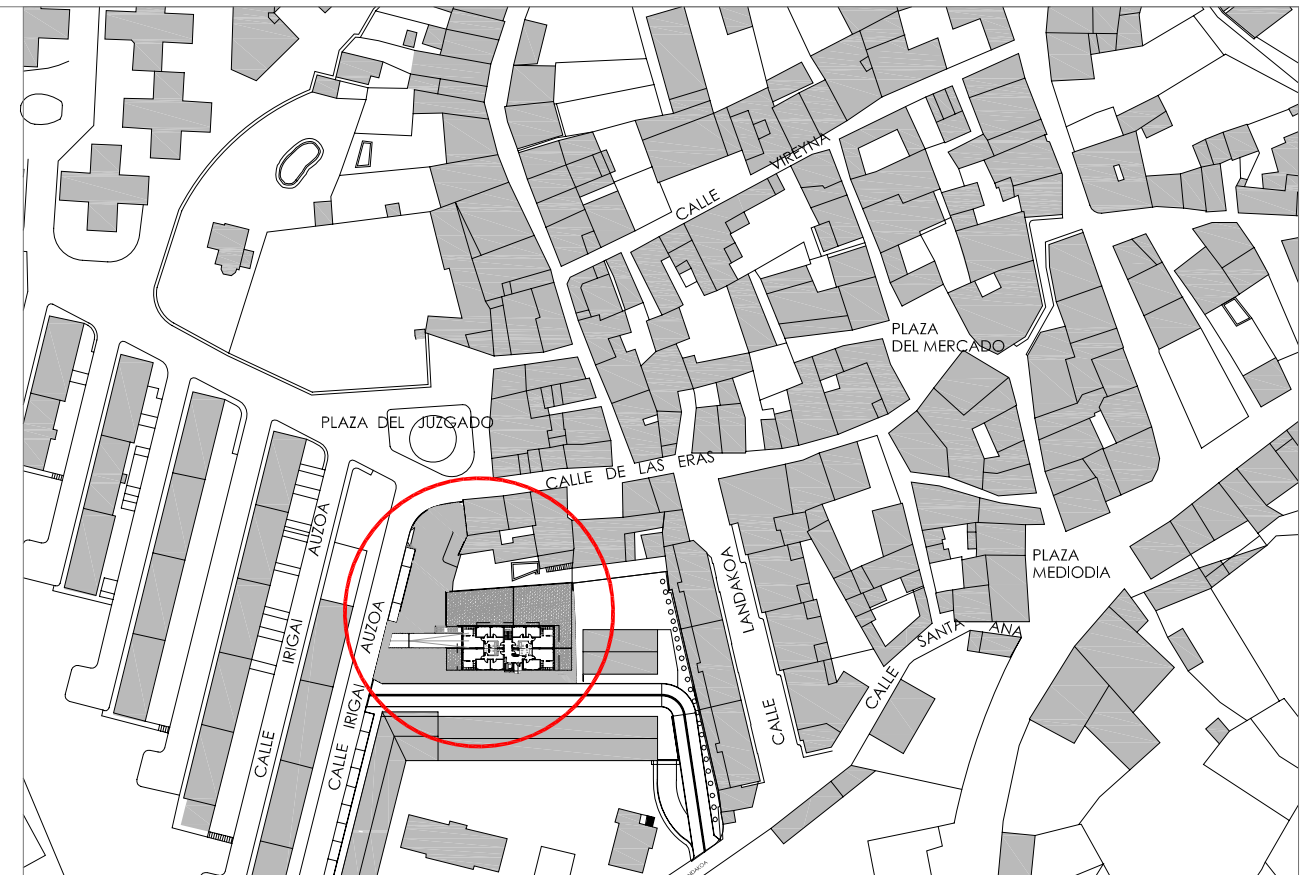 CALLE VIREYNA
PLAZA
DEL MERCADO
PLAZA DEL JUZGADO
CALLE DE LAS ERAS
PLAZA
MEDIODIA
CALLE IRIGAI AUZOA
CALLE IRIGAI AUZOA
CALLE LANDAKOA
CALLE SANTA ANA